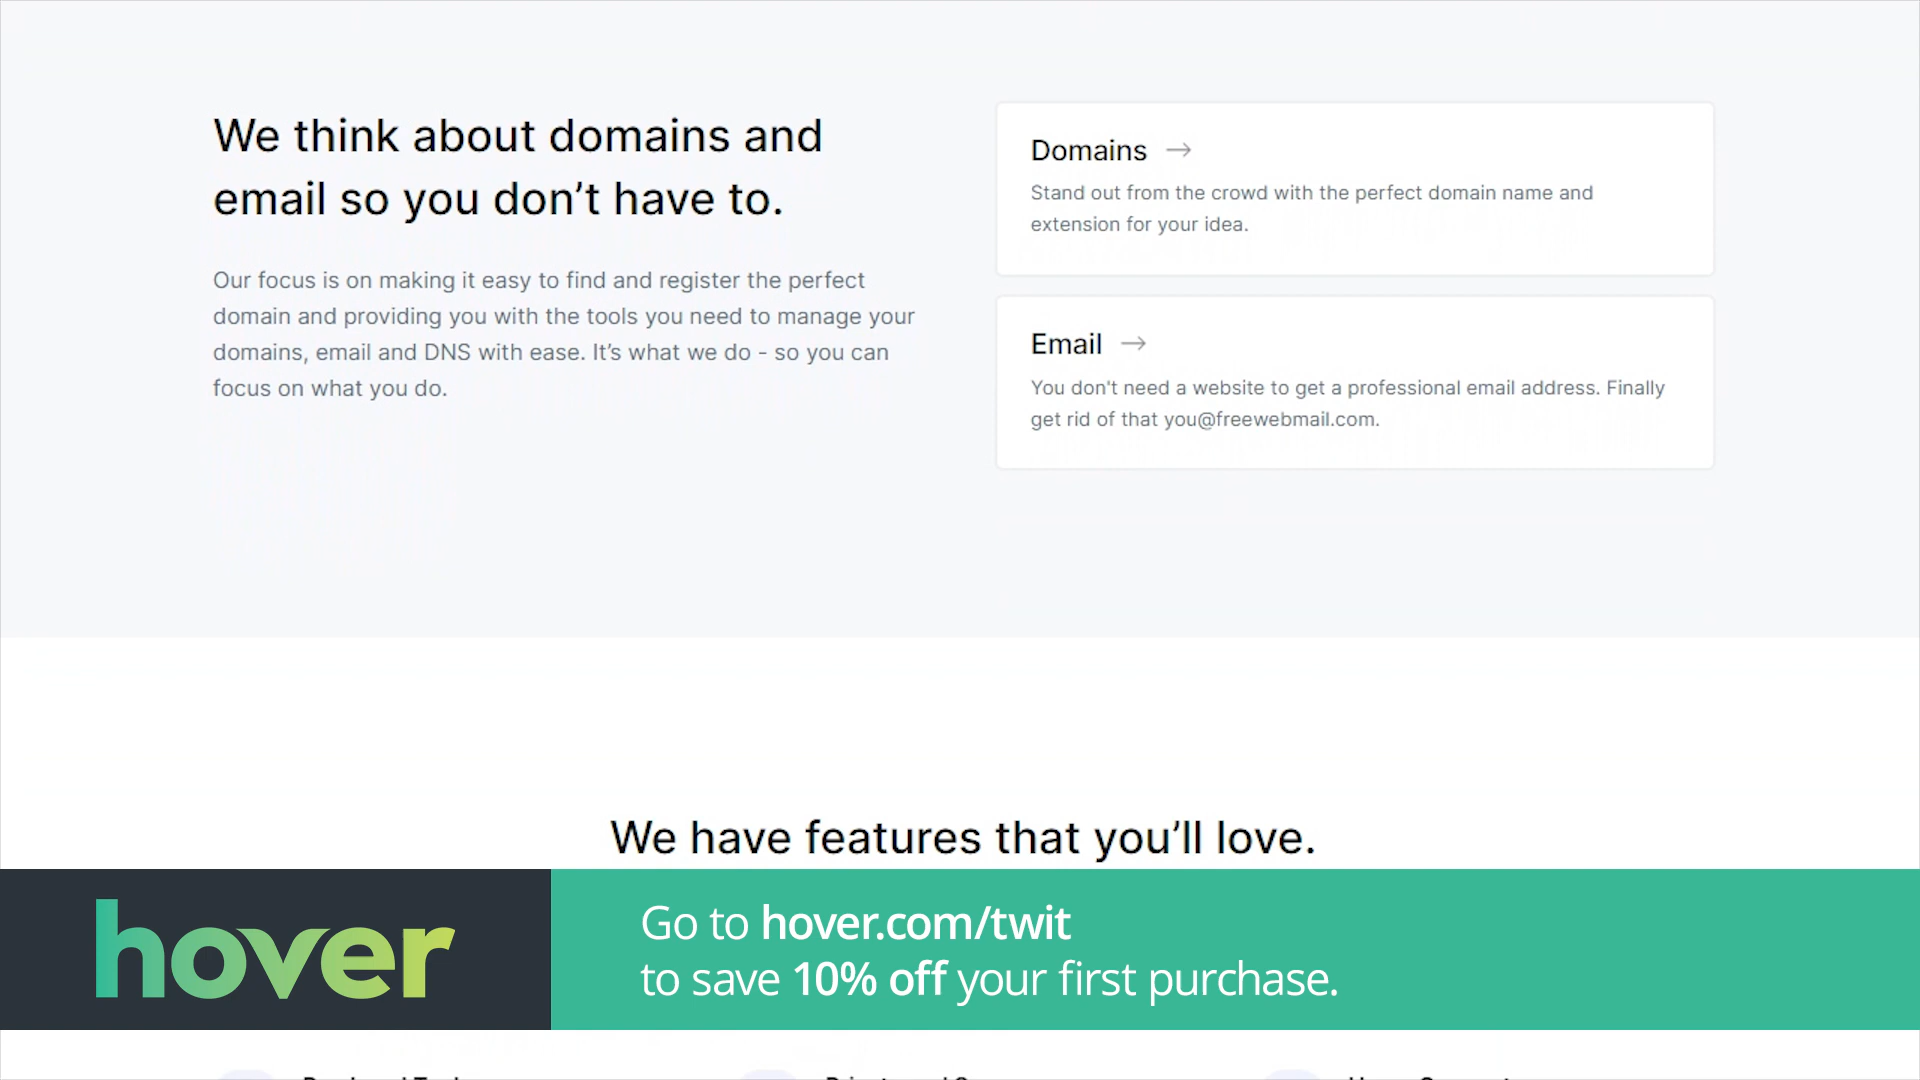 We think about domains and
email so you don’t have to.
Our focus is on making it easy to find and register the perfect
domain and providing you with the tools you need to manage your
domains, email and DNS with ease. It’s what we do - so you can
focus on what you do.
Domains →
Stand out from the crowd with the perfect domain name and
extension for your idea.
Email →
You don't need a website to get a professional email address. Finally
get rid of that you@freewebmail.com.
We have features that you’ll love.
hover
Go to hover.com/twit
to save 10% off your first purchase.